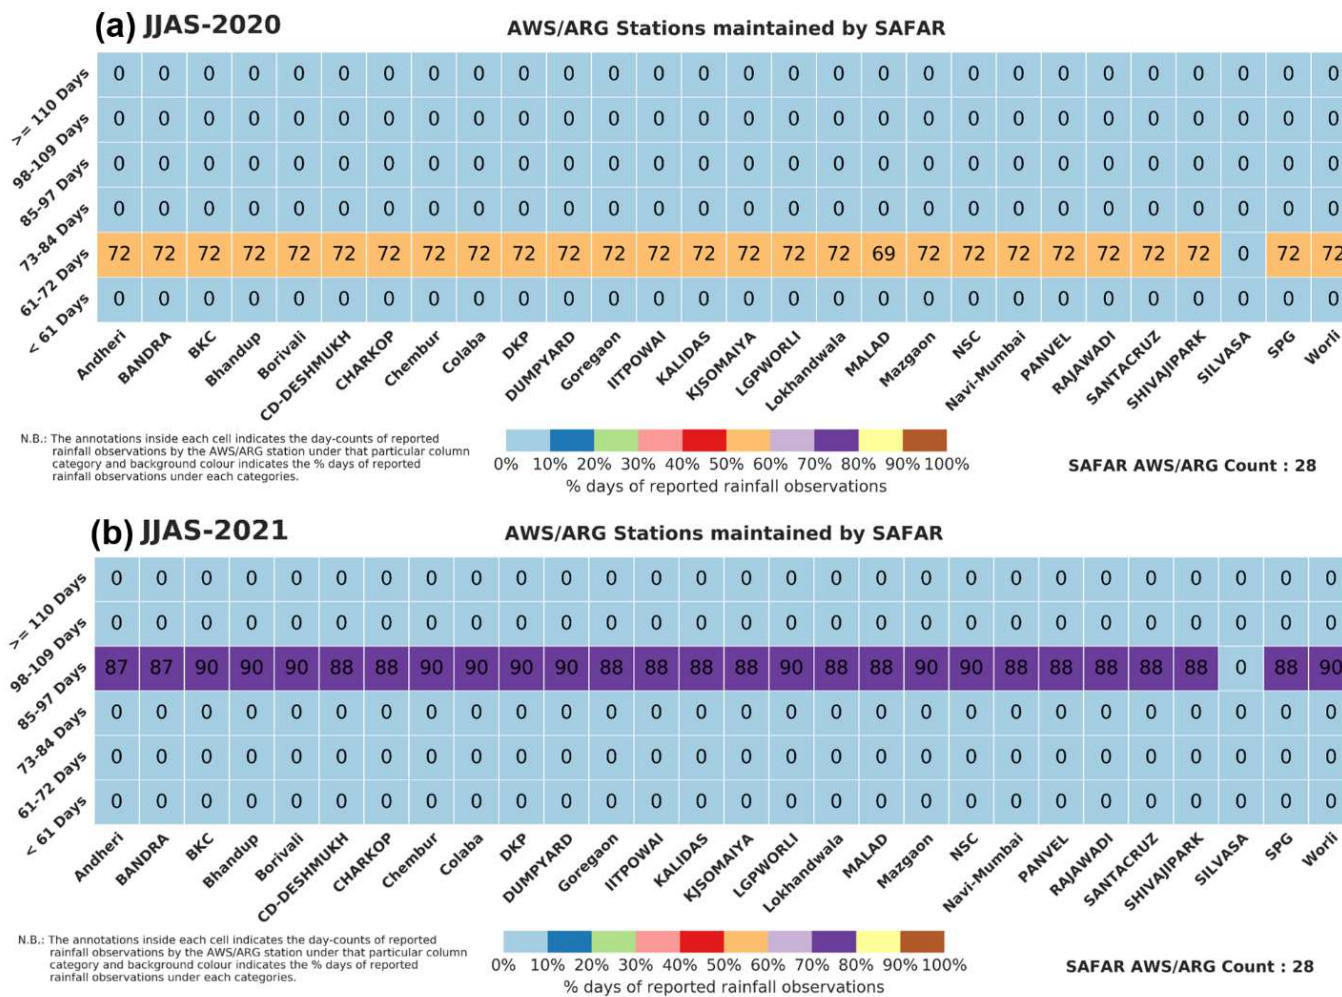 (a) JJAS-2020 AWS/ARG Stations maintained by SAFAR
>= 110 Days 0 0 0 0 0 0 0 0 0 0 0 0 0 0 0 0 0 0 0 0 0 0 0 0 0 0 0 0
98-109 Days 0 0 0 0 0 0 0 0 0 0 0 0 0 0 0 0 0 0 0 0 0 0 0 0 0 0 0 0
85-97 Days 0 0 0 0 0 0 0 0 0 0 0 0 0 0 0 0 0 0 0 0 0 0 0 0 0 0 0 0
73-84 Days 0 0 0 0 0 0 0 0 0 0 0 0 0 0 0 0 0 0 0 0 0 0 0 0 0 0 0 0
61-72 Days 72 72 72 72 72 72 72 72 72 72 72 72 72 72 72 72 72 69 72 72 72 72 72 72 72 0 72 72
< 61 Days 0 0 0 0 0 0 0 0 0 0 0 0 0 0 0 0 0 0 0 0 0 0 0 0 0 0 0 0
Andheri BANDRA BKC Bhandup Borivali CD-DESHMUKH CHARKOP Chembur Colaba DKP DUMPYARD Goregaon IITPOWAI KALIDAS KJSOMAIYA LGPWORLI Lokhandwala MALAD Mazgaon NSC Navi-Mumbai PANVEL RAJAWADI SANTACRUZ SHIVAJIPARK SILVASA SPG Worli
N.B.: The annotations inside each cell indicates the day-counts of reported
rainfall observations by the AWS/ARG station under that particular column
category and background colour indicates the % days of reported
rainfall observations under each categories.
0% 10% 20% 30% 40% 50% 60% 70% 80% 90% 100%
% days of reported rainfall observations
SAFAR AWS/ARG Count : 28
(b) JJAS-2021 AWS/ARG Stations maintained by SAFAR
>= 110 Days 0 0 0 0 0 0 0 0 0 0 0 0 0 0 0 0 0 0 0 0 0 0 0 0 0 0 0 0
98-109 Days 0 0 0 0 0 0 0 0 0 0 0 0 0 0 0 0 0 0 0 0 0 0 0 0 0 0 0 0
85-97 Days 87 87 90 90 90 88 88 90 90 90 90 88 88 88 88 90 88 88 90 90 88 88 88 88 88 0 88 90
73-84 Days 0 0 0 0 0 0 0 0 0 0 0 0 0 0 0 0 0 0 0 0 0 0 0 0 0 0 0 0
61-72 Days 0 0 0 0 0 0 0 0 0 0 0 0 0 0 0 0 0 0 0 0 0 0 0 0 0 0 0 0
< 61 Days 0 0 0 0 0 0 0 0 0 0 0 0 0 0 0 0 0 0 0 0 0 0 0 0 0 0 0 0
Andheri BANDRA BKC Bhandup Borivali CD-DESHMUKH CHARKOP Chembur Colaba DKP DUMPYARD Goregaon IITPOWAI KALIDAS KJSOMAIYA LGPWORLI Lokhandwala MALAD Mazgaon NSC Navi-Mumbai PANVEL RAJAWADI SANTACRUZ SHIVAJIPARK SILVASA SPG Worli
N.B.: The annotations inside each cell indicates the day-counts of reported
rainfall observations by the AWS/ARG station under that particular column
category and background colour indicates the % days of reported
rainfall observations under each categories.
0% 10% 20% 30% 40% 50% 60% 70% 80% 90% 100%
% days of reported rainfall observations
SAFAR AWS/ARG Count : 28